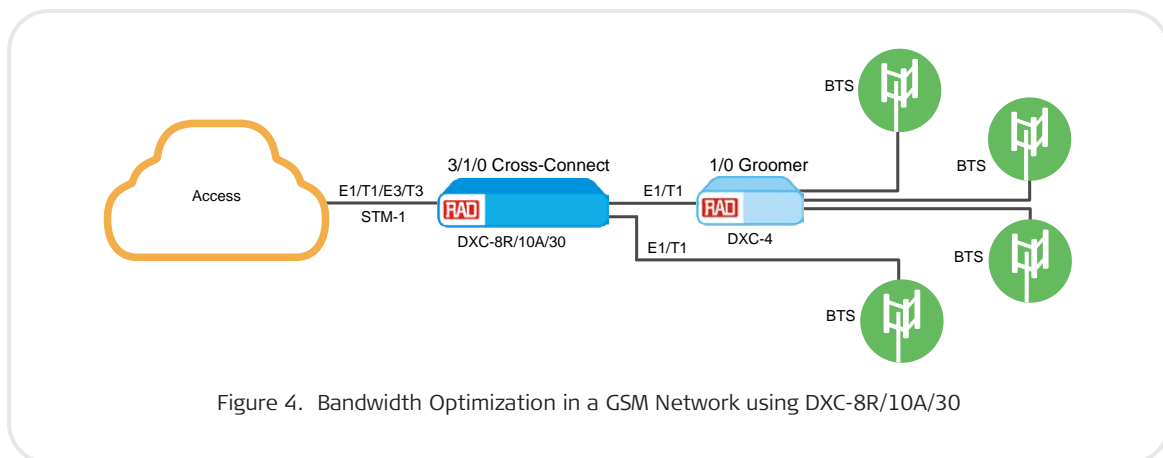 BTS
3/1/0 Cross-Connect
1/0 Groomer
BTS
Access
E1/T1/E3/T3
E1/T1
RAD
RAD
STM-1
DXC-8R/10A/30
DXC-4
E1/T1
BTS
BTS
Figure 4. Bandwidth Optimization in a GSM Network using DXC-8R/10A/30